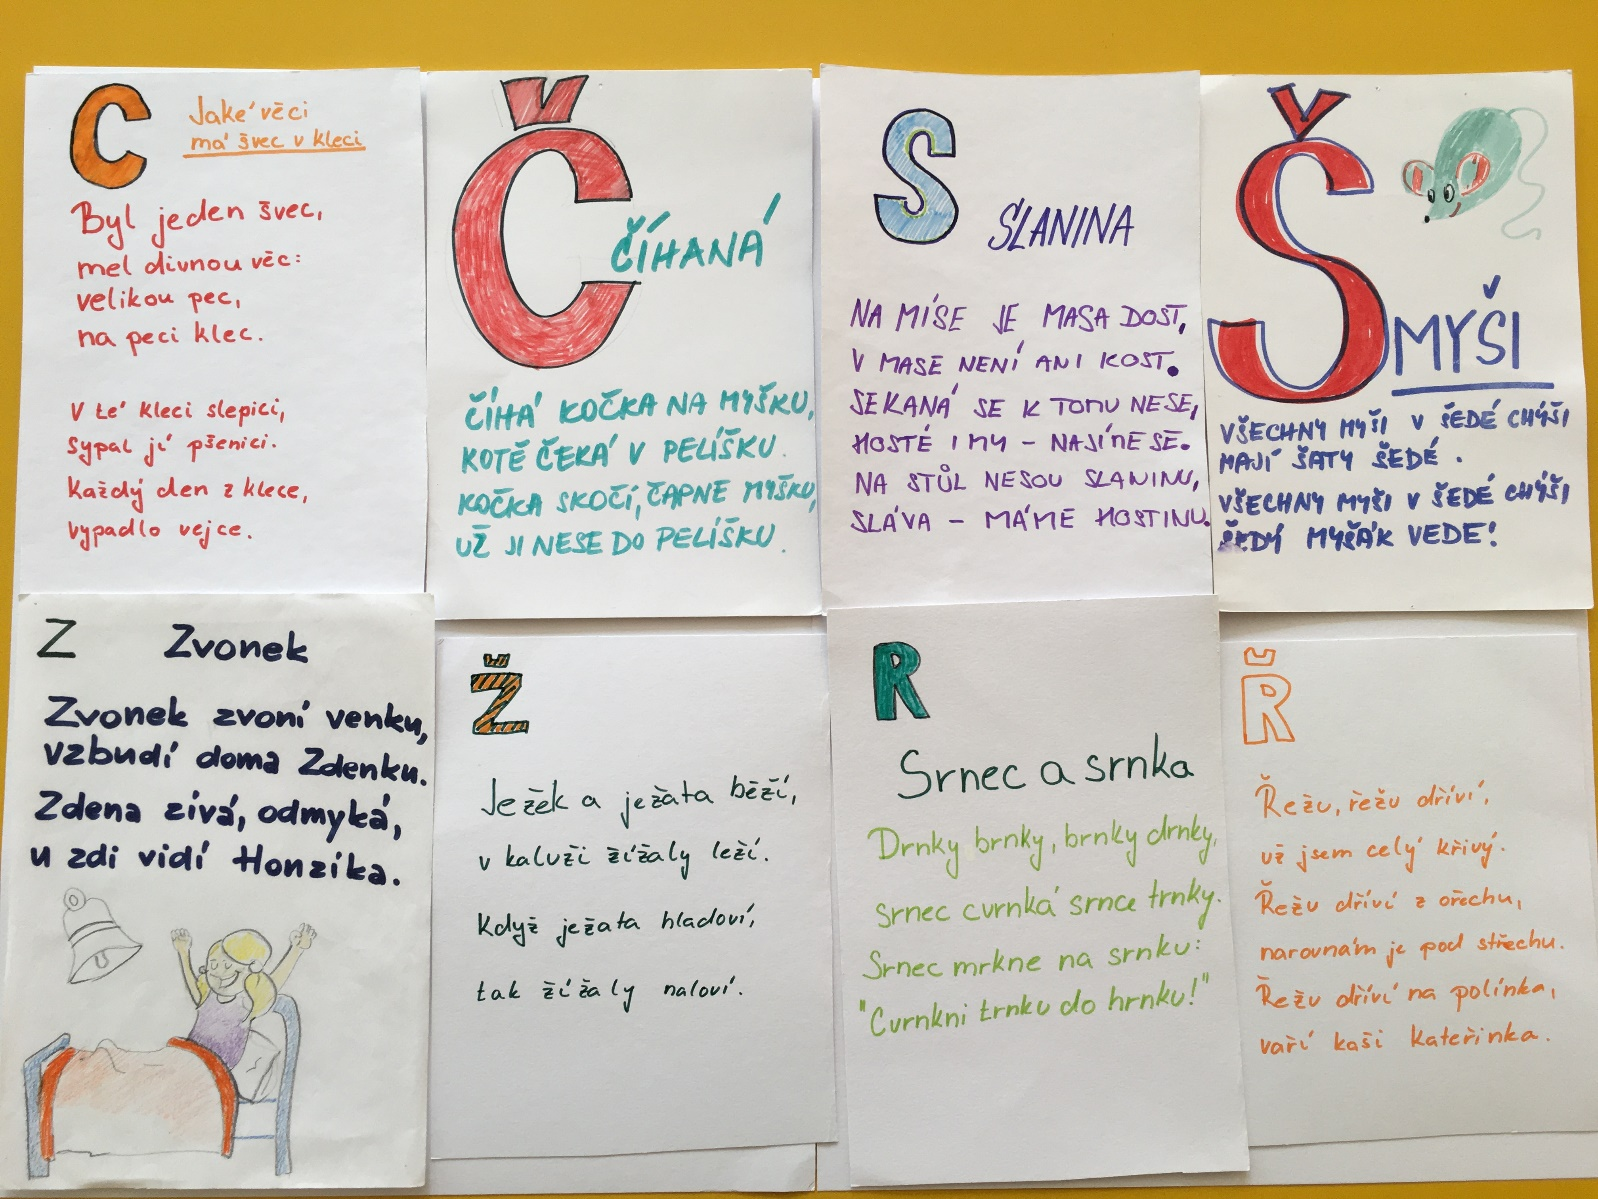 C
Jaké věci
má švec v kleci
Byl jeden švec,
mel divnou věc:
velikou pec,
na peci klec.
V té kleci slepici,
sypal jí pšenici.
Každý den z klece,
vypadlo vejce.
Č
ČÍHANÁ
ČÍHÁ KOČKA NA MYŠKU,
KOTĚ ČEKÁ V PELÍŠKU.
KOČKA SKOČÍ, ČAPNE MYŠKU,
UŽ JI NESE DO PELÍŠKU.
S
SLANINA
NA MÍSE JE MASA DOST,
V MASE NENÍ ANI KOST.
SEKANÁ SE K TOMU NESE,
HOSTÉ I MY – NAJÍME SE.
NA STŮL NESOU SLANINU,
SLÁVA – MÁME HOSTINU.
Š
MYŠI
VŠECHNY MYŠI V ŠEDÉ CHÝŠI
MAJÍ ŠATY ŠEDÉ.
VŠECHNY MYŠI V ŠEDÉ CHÝŠI
ŠEDÝ MYŠÁK VEDE!
Z Zvonek
Zvonek zvoní venku,
vzbudí doma Zdenku.
Zdena zívá, odmyká,
u zdi vidí Honzíka.
Ž
Ježek a ježata běží,
v kaluži žížaly leží.
Když ježata hladoví,
tak žížaly naloví.
R
Srnec a srnka
Drnky brnky, brnky drnky,
srnec cvrnká srnce trnky.
Srnec mrkne na srnku:
"Cvrnkni trnku do hrnku!"
Ř
Řežu, řežu dříví,
už jsem celý křivý.
Řežu dříví z ořechu,
narovnám je pod střechu.
Řežu dříví na polínka,
vaří kaši Kateřinka.